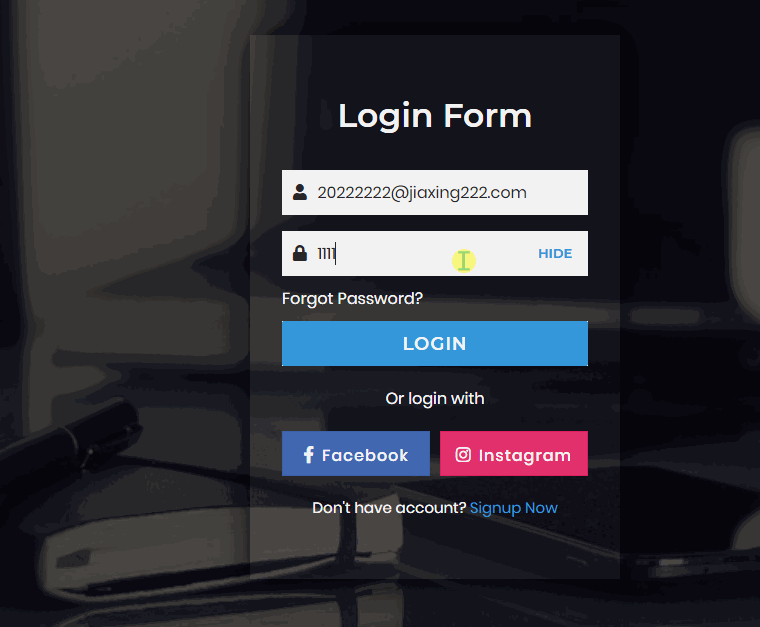 Login Form
20222222@jiaxing222.com
1111 HIDE
Forgot Password?
LOGIN
Or login with
Facebook Instagram
Don't have account? Signup Now